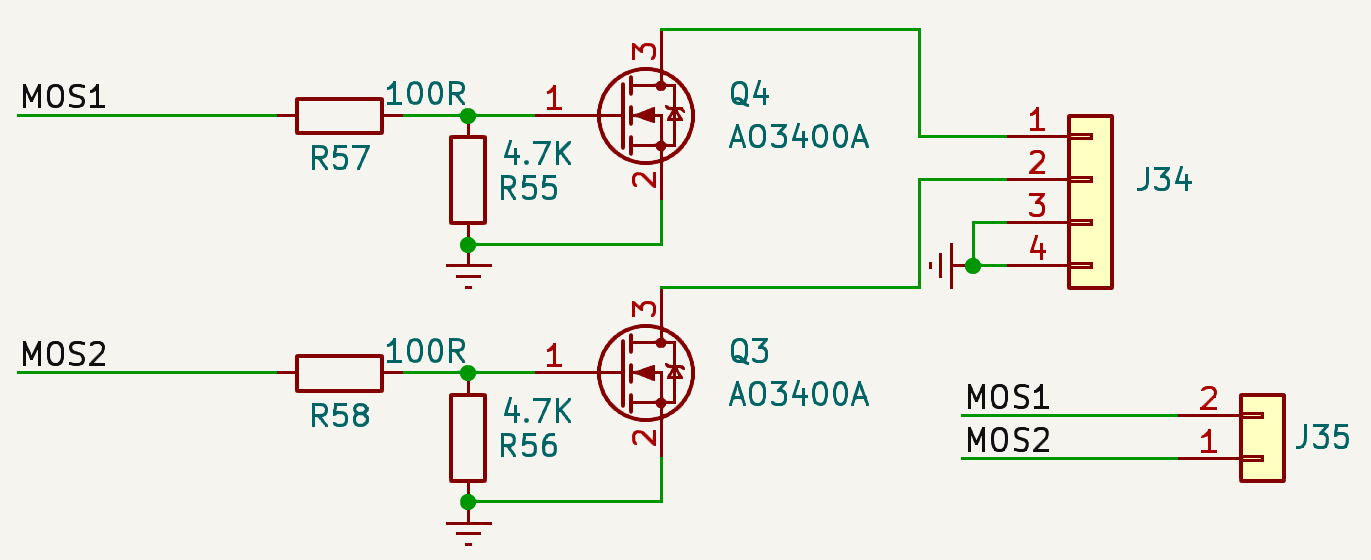 MOS1
100R
R57
4.7K
R55
1
3
2
Q4
AO3400A
1
2
3
4
J34
MOS2
100R
R58
4.7K
R56
1
3
2
Q3
AO3400A
MOS1
2
MOS2
1
J35